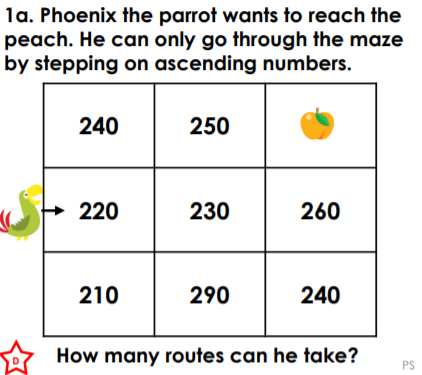 1a. Phoenix the parrot wants to reach the
peach. He can only go through the maze
by stepping on ascending numbers.
240 250
220 230 260
210 290 240
D
How many routes can he take?
PS